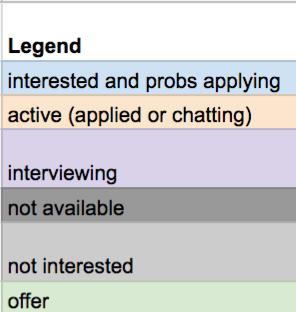 Legend
interested and probs applying
active (applied or chatting)
interviewing
not available
not interested
offer